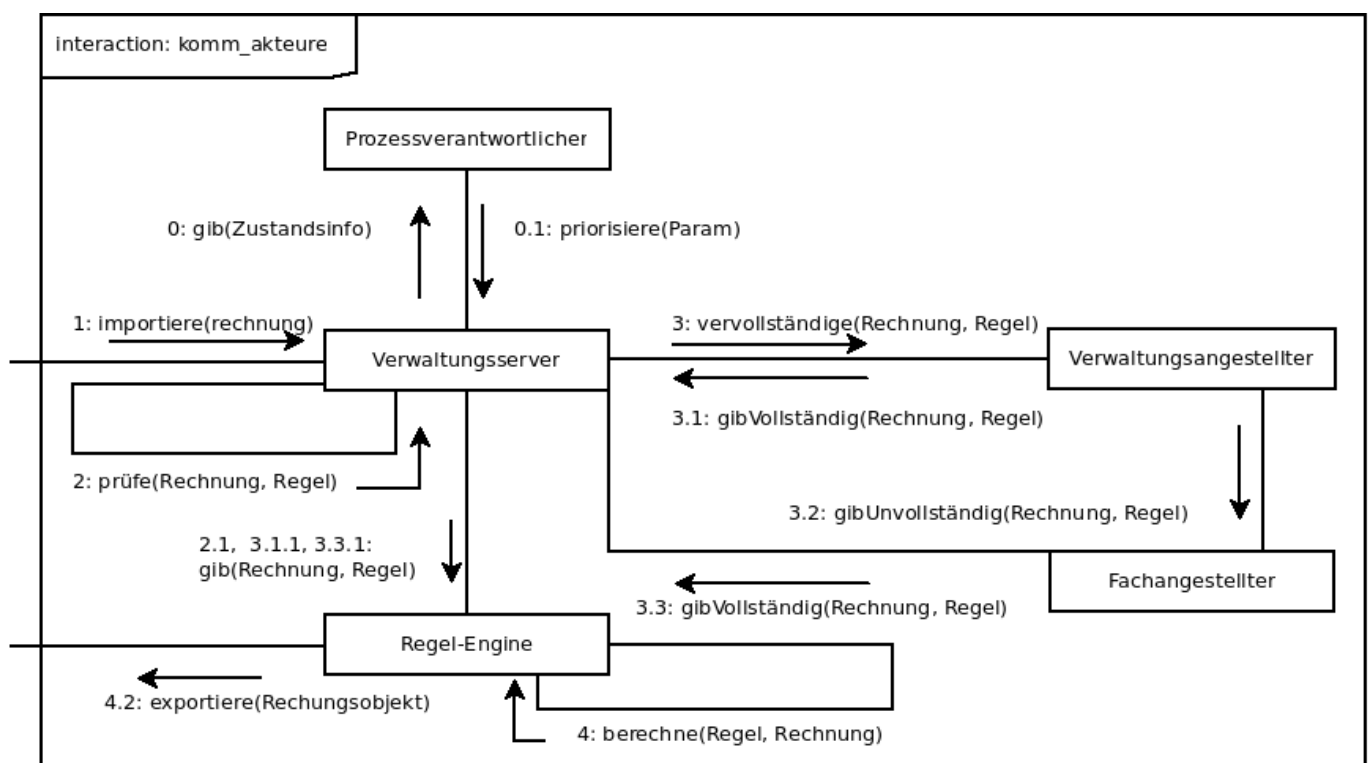 interaction: komm_akteure
Prozessverantwortlicher
0: gib(Zustandsinfo)
0.1: priorisiere(Param)
1: importiere(rechnung)
3: vervollständige(Rechnung, Regel)
Verwaltungsserver
Verwaltungsangestellter
3.1: gibVollständig(Rechnung, Regel)
2: prüfe(Rechnung, Regel)
3.2: gibUnvollständig(Rechnung, Regel)
2.1, 3.1.1, 3.3.1:
gib(Rechnung, Regel)
Fachangestellter
3.3: gibVollständig(Rechnung, Regel)
Regel-Engine
4.2: exportiere(Rechungsobjekt)
4: berechne(Regel, Rechnung)